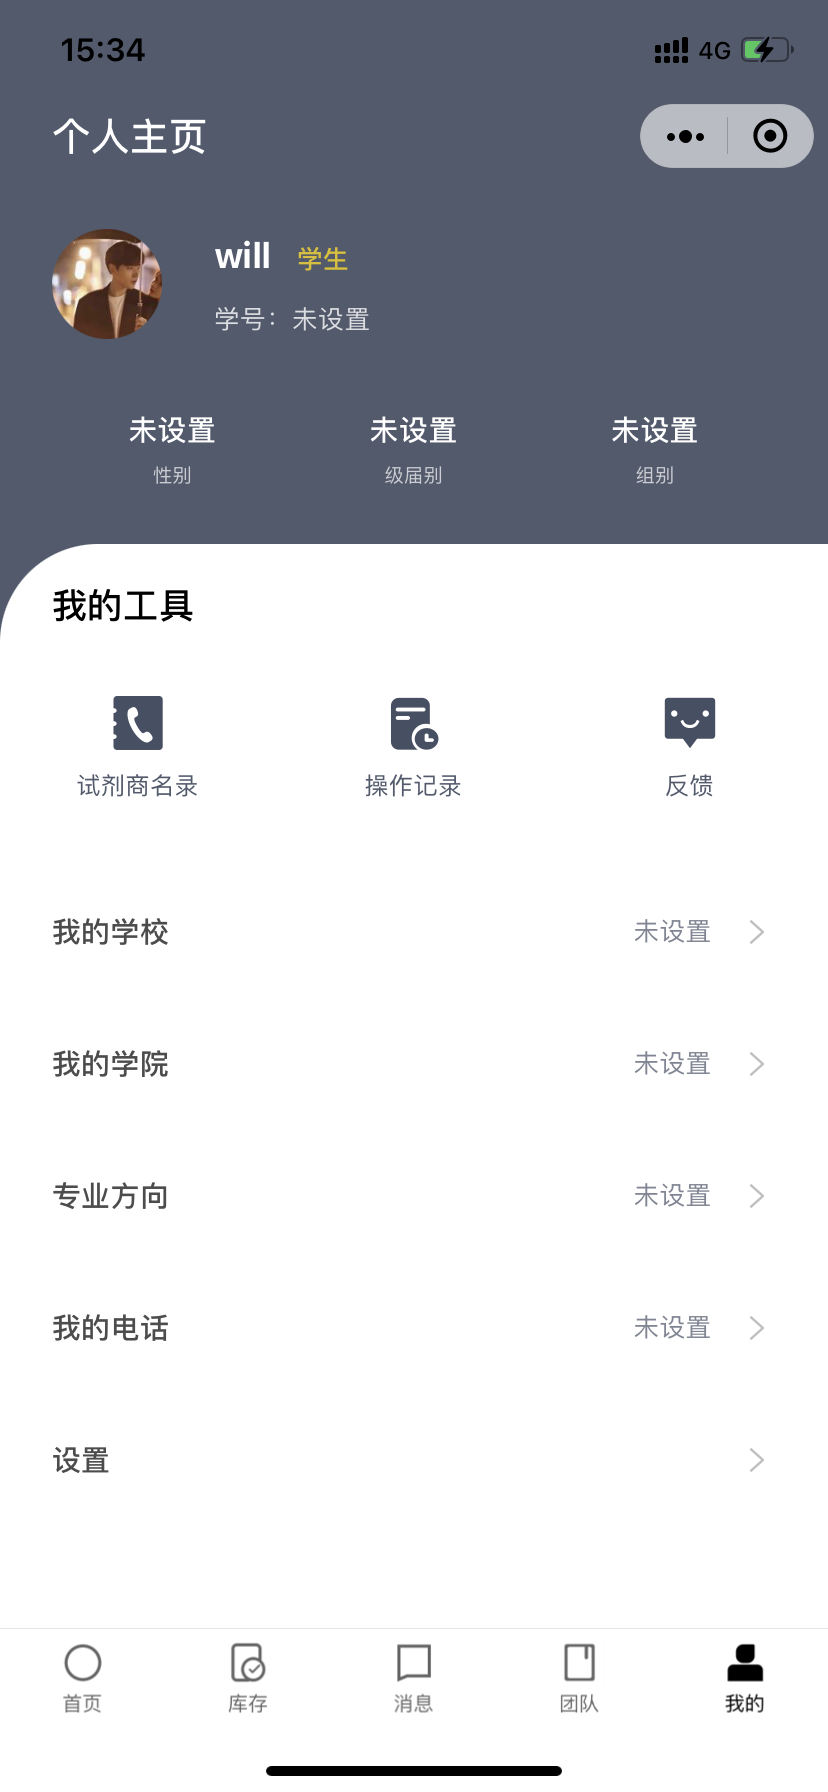 15:34
4G
个人主页
will 学生
学号：未设置
未设置 未设置 未设置
性别 级届别 组别
我的工具
试剂商名录 操作记录 反馈
我的学校 未设置
我的学院 未设置
专业方向 未设置
我的电话 未设置
设置
首页 库存 消息 团队 我的